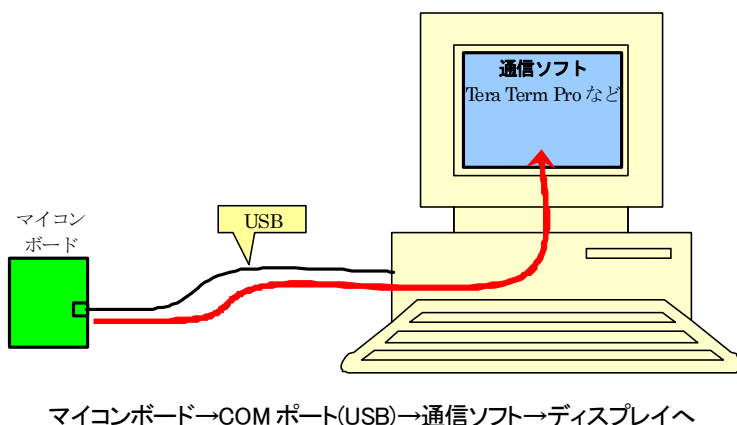 通信ソフト
Tera Term Pro など
マイコン
ボード
USB
マイコンボード→COM ポート(USB)→通信ソフト→ディスプレイへ